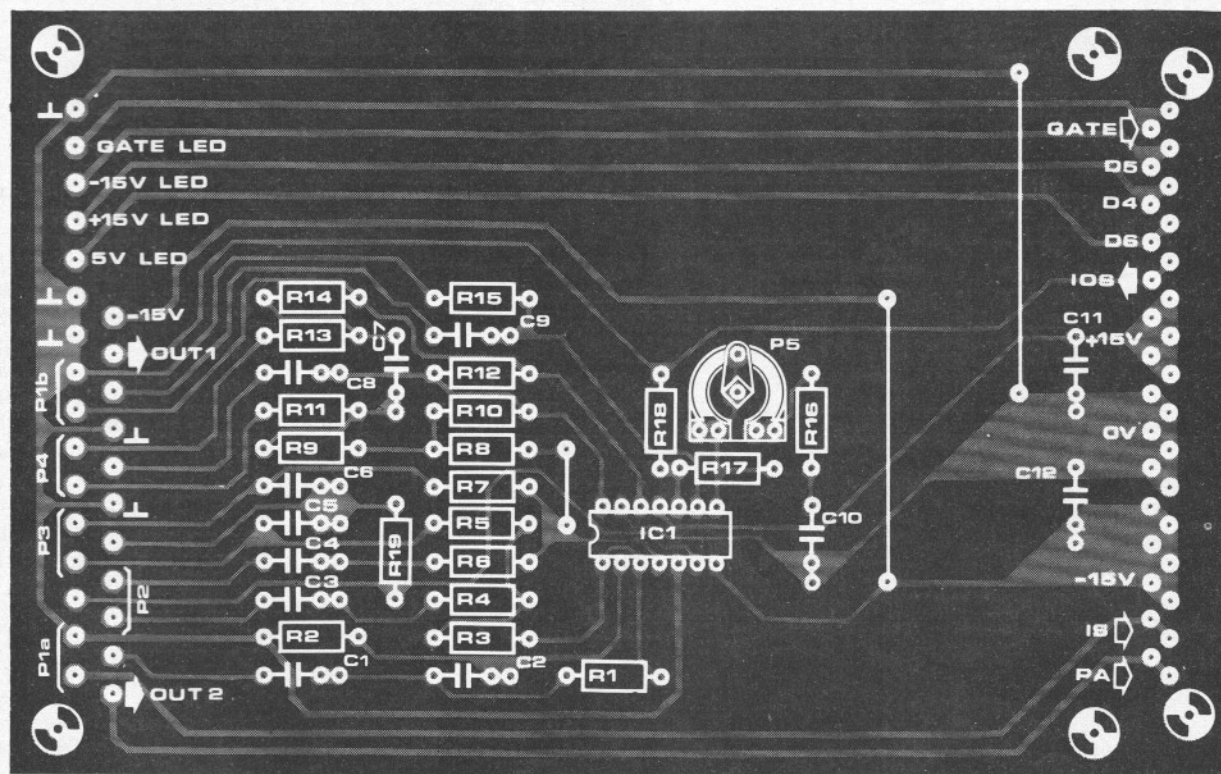 GATE LED
-15V LED
+15V LED
5V LED
-15V
OUT1
P1b
P4
P3
P2
P1a
OUT 2
R14
R13
C7
C8
R11
R9
C6
C5
C4
R19
C3
R2
C1
R15
C9
R12
R10
R8
R7
R5
R6
R4
R3
C2
R1
IC1
R18
P5
R16
R17
C10
GATE
D5
D4
D6
IOS
C11
+15V
0V
C12
-15V
IS
PA